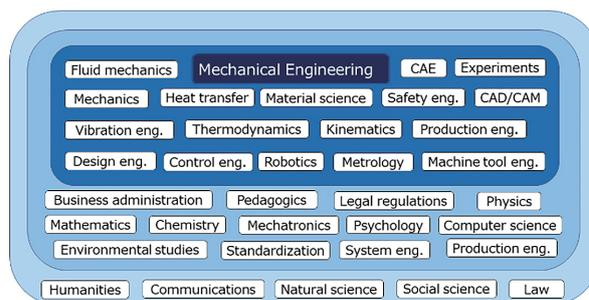 Fluid mechanics Mechanical Engineering CAE Experiments
Mechanics Heat transfer Material science Safety eng. CAD/CAM
Vibration eng. Thermodynamics Kinematics Production eng.
Design eng. Control eng. Robotics Metrology Machine tool eng.
Business administration Pedagogics Legal regulations Physics
Mathematics Chemistry Mechatronics Psychology Computer science
Environmental studies Standardization System eng. Production eng.
Humanities Communications Natural science Social science Law